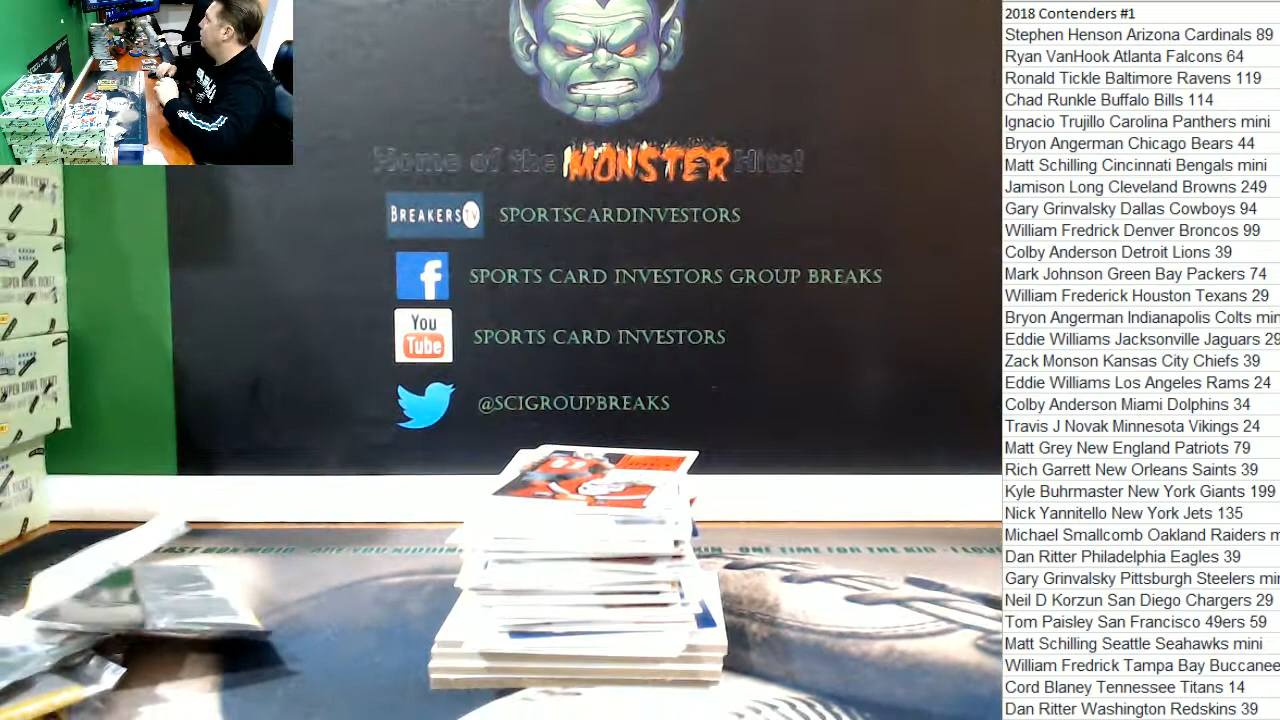 Home of the MONSTER Hits!
BREAKERS TV SPORTSCARDINVESTORS
SPORTS CARD INVESTORS GROUP BREAKS
You Tube SPORTS CARD INVESTORS
@SCIGROUPBREAKS
2018 Contenders #1
Stephen Henson Arizona Cardinals 89
Ryan VanHook Atlanta Falcons 64
Ronald Tickle Baltimore Ravens 119
Chad Runkle Buffalo Bills 114
Ignacio Trujillo Carolina Panthers mini
Bryon Angerman Chicago Bears 44
Matt Schilling Cincinnati Bengals mini
Jamison Long Cleveland Browns 249
Gary Grinvalsky Dallas Cowboys 94
William Fredrick Denver Broncos 99
Colby Anderson Detroit Lions 39
Mark Johnson Green Bay Packers 74
William Frederick Houston Texans 29
Bryon Angerman Indianapolis Colts min
Eddie Williams Jacksonville Jaguars 29
Zack Monson Kansas City Chiefs 39
Eddie Williams Los Angeles Rams 24
Colby Anderson Miami Dolphins 34
Travis J Novak Minnesota Vikings 24
Matt Grey New England Patriots 79
Rich Garrett New Orleans Saints 39
Kyle Buhrmaster New York Giants 199
Nick Yannitello New York Jets 135
Michael Smallcomb Oakland Raiders m
Dan Ritter Philadelphia Eagles 39
Gary Grinvalsky Pittsburgh Steelers mi
Neil D Korzun San Diego Chargers 29
Tom Paisley San Francisco 49ers 59
Matt Schilling Seattle Seahawks mini
William Fredrick Tampa Bay Buccanee
Cord Blaney Tennessee Titans 14
Dan Ritter Washington Redskins 39